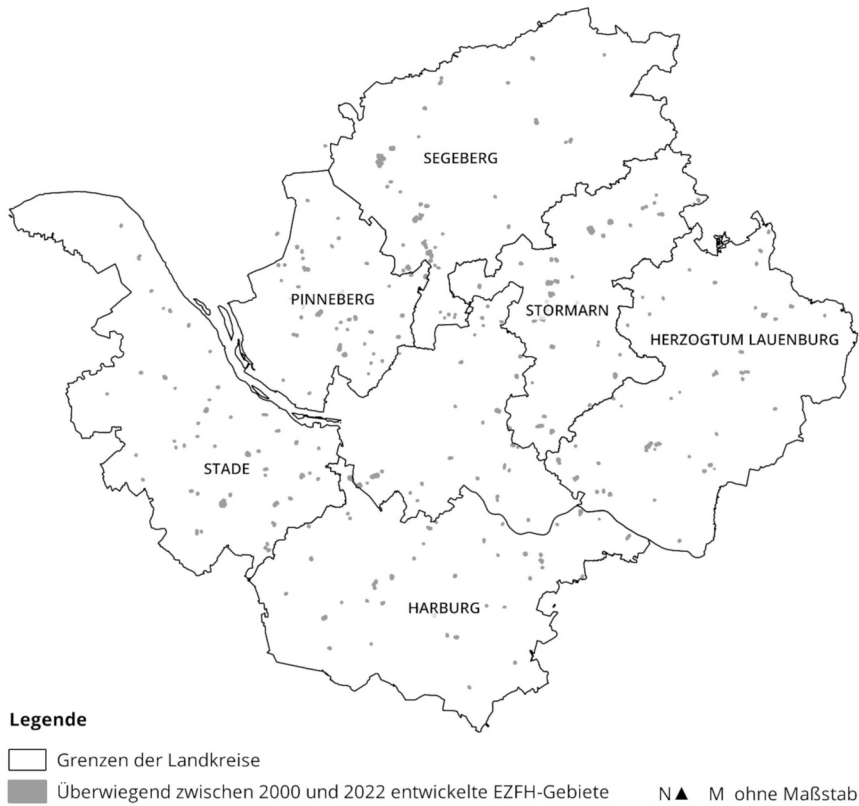 SEGEBERG
PINNEBERG
STORMARN
HERZOGTUM LAUENBURG
STADE
HARBURG
Legende
Grenzen der Landkreise
Überwiegend zwischen 2000 und 2022 entwickelte EZFH-Gebiete
N▲ M ohne Maßstab